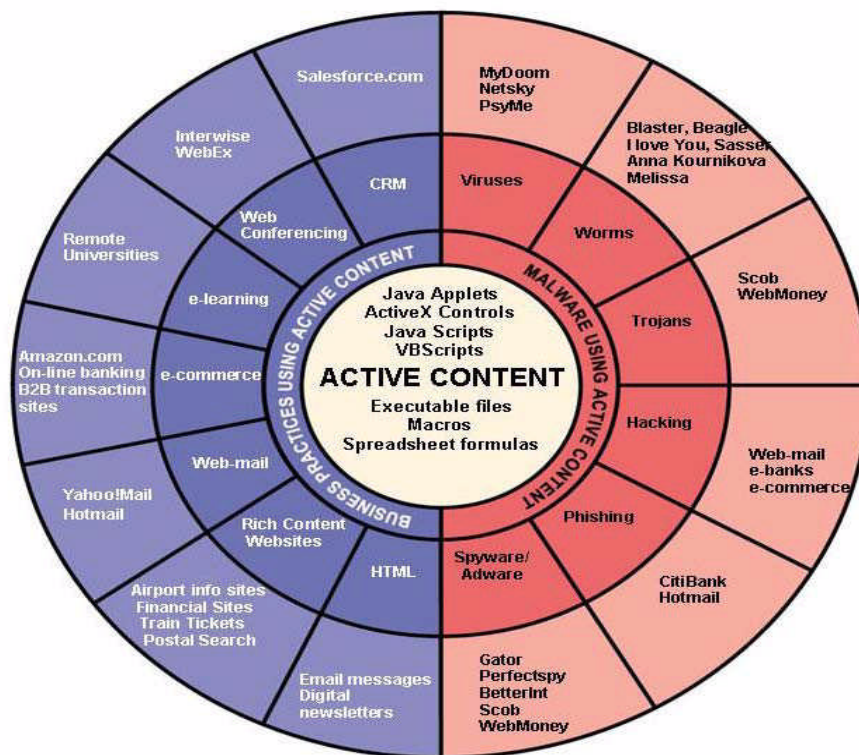 Salesforce.com
MyDoom
Netsky
PsyMe
Interwise
WebEx
Blaster, Beagle
I love You, Sasser
Anna Kournikova
Melissa
CRM
Viruses
Web
Conferencing
Worms
Remote
Universities
Scob
WebMoney
e-learning
Trojans
BUSINESS PRACTICES USING ACTIVE CONTENT
MALWARE USING ACTIVE CONTENT
Java Applets
ActiveX Controls
Java Scripts
VBScripts
ACTIVE CONTENT
Executable files
Macros
Spreadsheet formulas
Amazon.com
On-line banking
B2B transaction
sites
e-commerce
Hacking
Web-mail
e-banks
e-commerce
Web-mail
Yahoo!Mail
Hotmail
Rich Content
Websites
Phishing
HTML
Spyware/
Adware
CitiBank
Hotmail
Airport info sites
Financial Sites
Train Tickets
Postal Search
Email messages
Digital
newsletters
Gator
Perfectspy
BetterInt
Scob
WebMoney